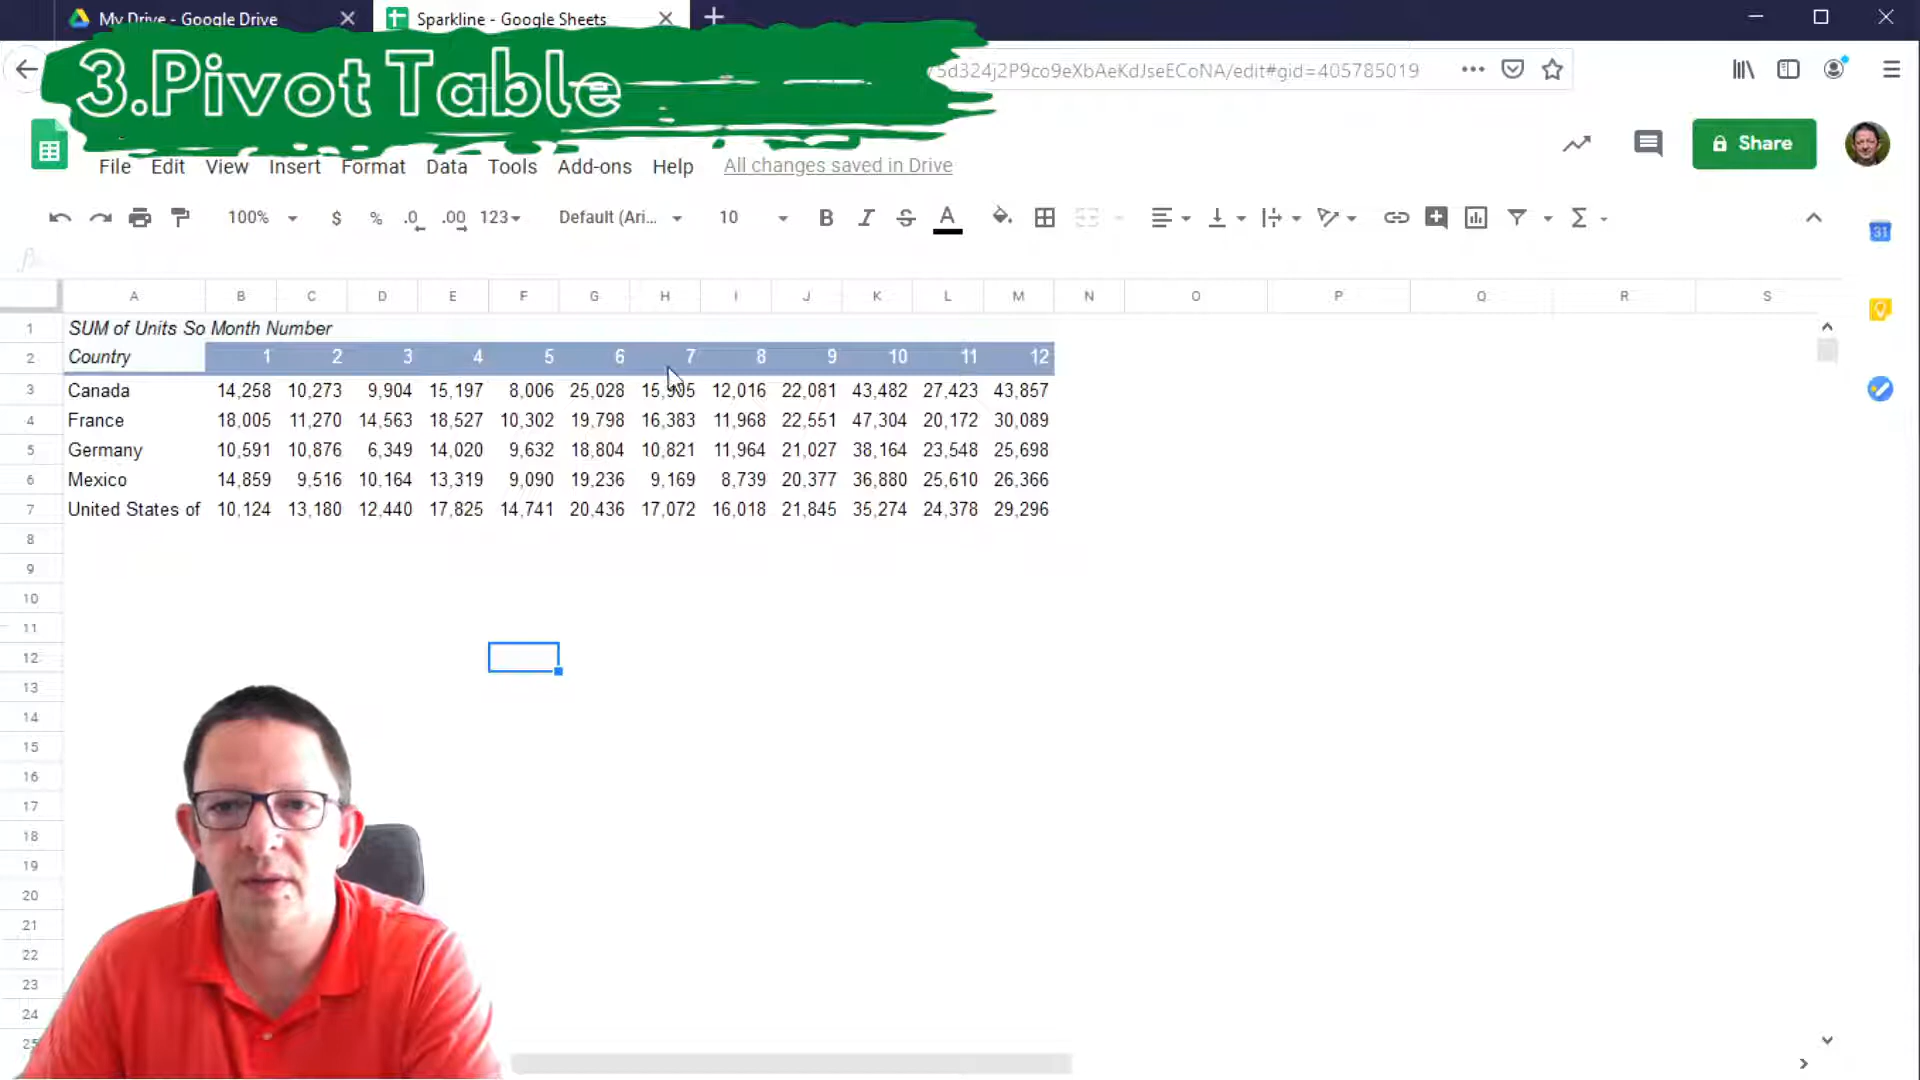 My Drive - Google Drive
Sparkline - Google Sheets
3.Pivot Table
5d324j2P9co9eXbAeKdJseECoNA/edit#gid=405785019
File Edit View Insert Format Data Tools Add-ons Help All changes saved in Drive
Share
100% $ % .0 .00 123 Default (Ari... 10 B I S A Σ
31
fx
A B C D E F G H I J K L M N O P Q R S
1 SUM of Units So Month Number
2 Country 1 2 3 4 5 6 7 8 9 10 11 12
3 Canada 14,258 10,273 9,904 15,197 8,006 25,028 12,016 22,081 43,482 27,423 43,857
4 France 18,005 11,270 14,563 18,527 10,302 19,798 16,383 11,968 22,551 47,304 20,172 30,089
5 Germany 10,591 10,876 6,349 14,020 9,632 18,804 10,821 11,964 21,027 38,164 23,548 25,698
6 Mexico 14,859 9,516 10,164 13,319 9,090 19,236 9,169 8,739 20,377 36,880 25,610 26,366
7 United States of 10,124 13,180 12,440 17,825 14,741 20,436 17,072 16,018 21,845 35,274 24,378 29,296
8
9
10
11
12
13
14
15
16
17
18
19
20
21
22
23
24
25